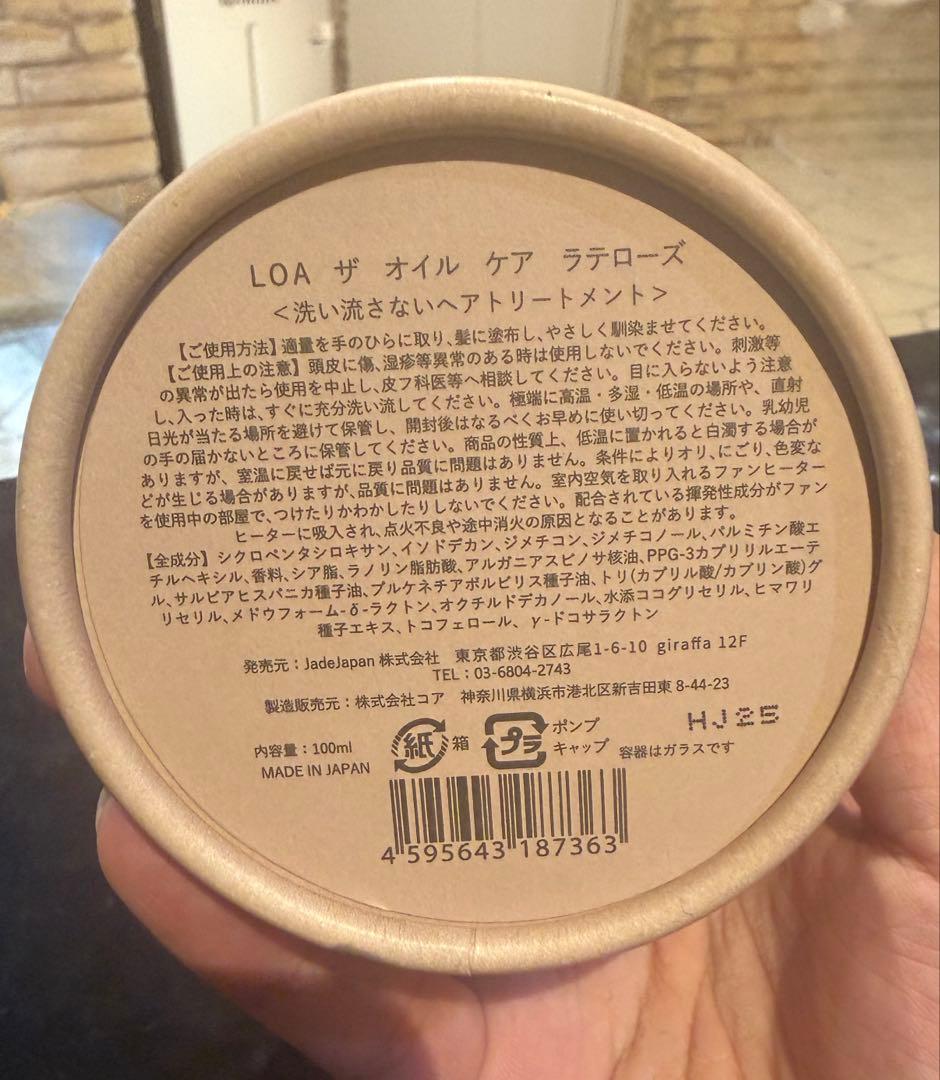 LOA ザ オイル ケア ラテローズ
＜洗い流さないヘアトリートメント＞
【ご使用方法】適量を手のひらに取り、髪に塗布し、やさしく馴染ませてください。
【ご使用上の注意】頭皮に傷、湿疹等異常のある時は使用しないでください。刺激等
の異常が出たら使用を中止し、皮フ科医等へ相談してください。目に入らないよう注意
し、入った時は、すぐに充分洗い流してください。極端に高温・多湿・低温の場所や、直射
日光が当たる場所を避けて保管し、開封後はなるべくお早めに使い切ってください。乳幼児
の手の届かないところに保管してください。商品の性質上、低温に置かれると白濁する場合が
ありますが、室温に戻せば元に戻り品質に問題はありません。条件によりオリ、にごり、色変な
どが生じる場合がありますが、品質に問題はありません。室内空気を取り入れるファンヒーター
を使用中の部屋で、つけたりかわかしたりしないでください。配合されている揮発性成分がファン
ヒーターに吸入され、点火不良や途中消火の原因となることがあります。
【全成分】シクロペンタシロキサン、イソドデカン、ジメチコン、ジメチコノール、パルミチン酸エ
チルヘキシル、香料、シア脂、ラノリン脂肪酸、アルガニアスピノサ核油、PPG-3カプリリルエーテ
ル、サルビアヒスパニカ種子油、プルケネチアボルビリス種子油、トリ(カプリル酸/カプリン酸)グ
リセリル、メドウフォーム-δ-ラクトン、オクチルドデカノール、水添ココグリセリル、ヒマワリ
種子エキス、トコフェロール、γ-ドコサラクトン
発売元：JadeJapan 株式会社 東京都渋谷区広尾1-6-10 giraffa 12F
TEL：03-6804-2743
製造販売元：株式会社コア 神奈川県横浜市港北区新吉田東 8-44-23
HJ25
内容量：100ml
MADE IN JAPAN
紙 箱
プラ ポンプ
キャップ
容器はガラスです
4 595643 187363